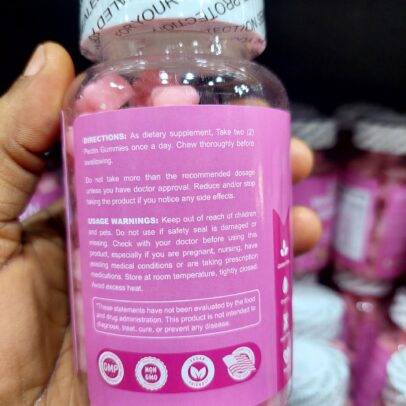 PROTECTION
DIRECTIONS: As dietary supplement, Take two (2)
Pectin Gummies once a day. Chew thoroughly before
swallowing.
Do not take more than the recommended dosage
unless you have doctor approval. Reduce and/or stop
taking the product if you notice any side effects.
USAGE WARNINGS: Keep out of reach of children
and pets. Do not use if safety seal is damaged or
missing. Check with your doctor before using this
product, especially if you are pregnant, nursing, have
existing medical conditions or are taking prescription
medications. Store at room temperature, tightly closed.
Avoid excess heat.
*These statements have not been evaluated by the food
and drug administration. This product is not intended to
diagnose, treat, cure, or prevent any disease.
GMP
NON
GMO
VEGAN